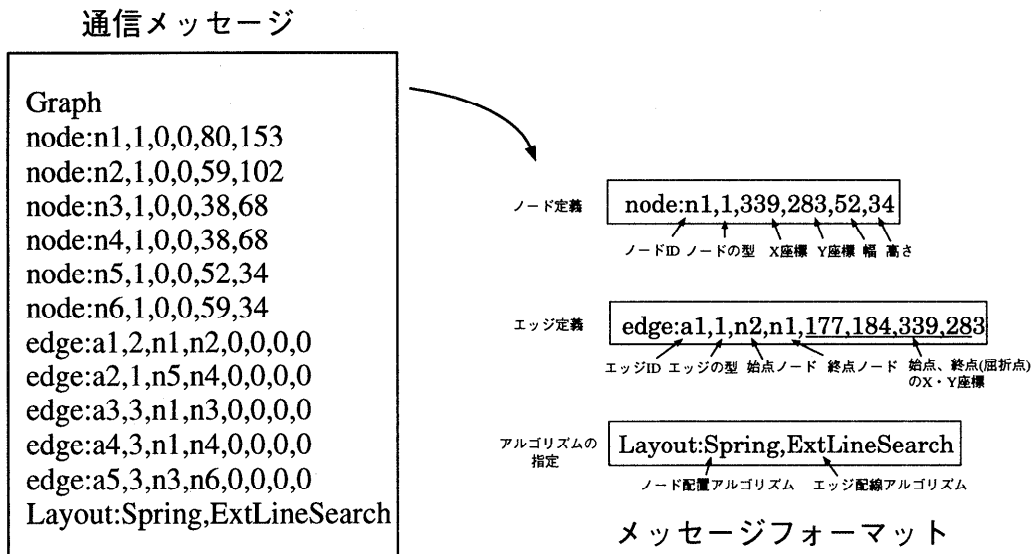 通信メッセージ
Graph
node:n1,1,0,0,80,153
node:n2,1,0,0,59,102
node:n3,1,0,0,38,68
node:n4,1,0,0,38,68
node:n5,1,0,0,52,34
node:n6,1,0,0,59,34
edge:a1,2,n1,n2,0,0,0,0
edge:a2,1,n5,n4,0,0,0,0
edge:a3,3,n1,n3,0,0,0,0
edge:a4,3,n1,n4,0,0,0,0
edge:a5,3,n3,n6,0,0,0,0
Layout:Spring,ExtLineSearch
ノード定義
node:n1,1,339,283,52,34
ノードID ノードの型 X座標 Y座標 幅 高さ
エッジ定義
edge:a1,1,n2,n1,177,184,339,283
エッジID エッジの型 始点ノード 終点ノード 始点、終点(屈折点)
のX・Y座標
アルゴリズムの
指定
Layout:Spring,ExtLineSearch
ノード配置アルゴリズム エッジ配線アルゴリズム
メッセージフォーマット